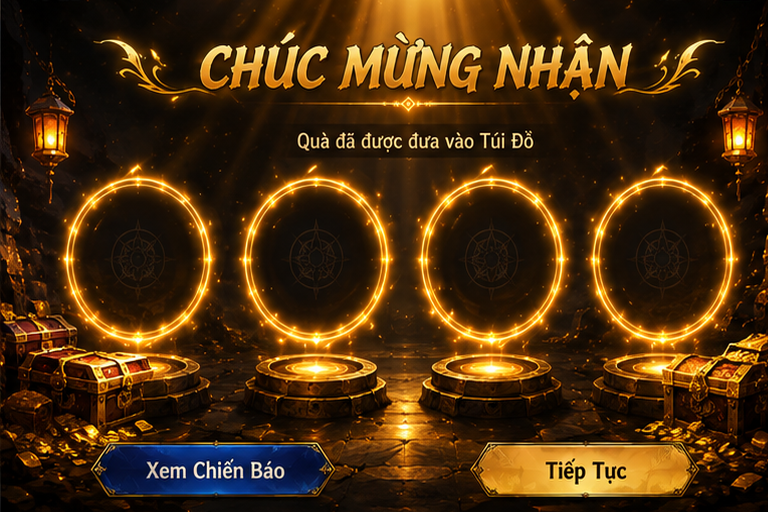 CHÚC MỪNG NHẬN
Quà đã được đưa vào Túi Đồ
Xem Chiến Báo
Tiếp Tục